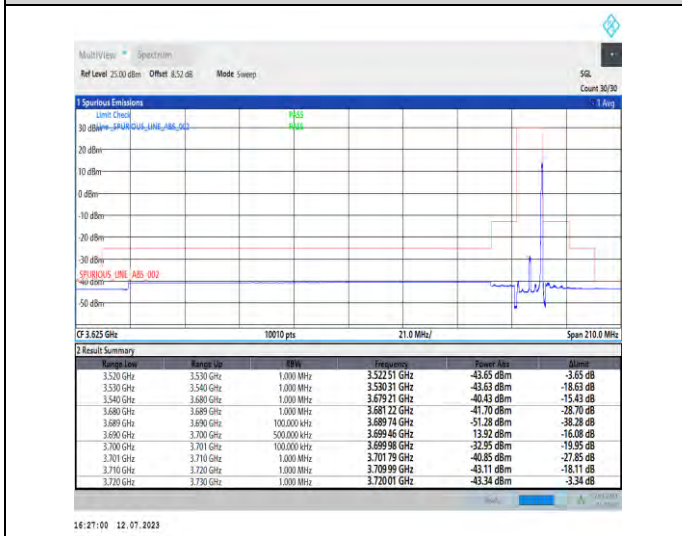 MultiView Spectrum
Ref Level 25.00 dBm Offset 8.52 dB Mode Sweep SGL
Count 30/30
1 Spurious Emissions 1 Avg
Limit Check PASS
30 dBm Line _SPURIOUS_LINE_ABS_002 PASS
20 dBm
10 dBm
0 dBm
-10 dBm
-20 dBm
-30 dBm
SPURIOUS_LINE_ABS_002
-40 dBm
-50 dBm
CF 3.625 GHz 10010 pts 21.0 MHz/ Span 210.0 MHz
2 Result Summary
Range Low Range Up RBW Frequency Power Abs ΔLimit
3.520 GHz 3.530 GHz 1.000 MHz 3.522 51 GHz -43.65 dBm -3.65 dB
3.530 GHz 3.540 GHz 1.000 MHz 3.530 31 GHz -43.63 dBm -18.63 dB
3.540 GHz 3.680 GHz 1.000 MHz 3.679 21 GHz -40.43 dBm -15.43 dB
3.680 GHz 3.689 GHz 1.000 MHz 3.681 22 GHz -41.70 dBm -28.70 dB
3.689 GHz 3.690 GHz 100.000 kHz 3.689 74 GHz -51.28 dBm -38.28 dB
3.690 GHz 3.700 GHz 500.000 kHz 3.699 46 GHz 13.92 dBm -16.08 dB
3.700 GHz 3.701 GHz 100.000 kHz 3.699 98 GHz -32.95 dBm -19.95 dB
3.701 GHz 3.710 GHz 1.000 MHz 3.701 79 GHz -40.85 dBm -27.85 dB
3.710 GHz 3.720 GHz 1.000 MHz 3.709 99 GHz -43.11 dBm -18.11 dB
3.720 GHz 3.730 GHz 1.000 MHz 3.720 01 GHz -43.34 dBm -3.34 dB
16:27:00 12.07.2023